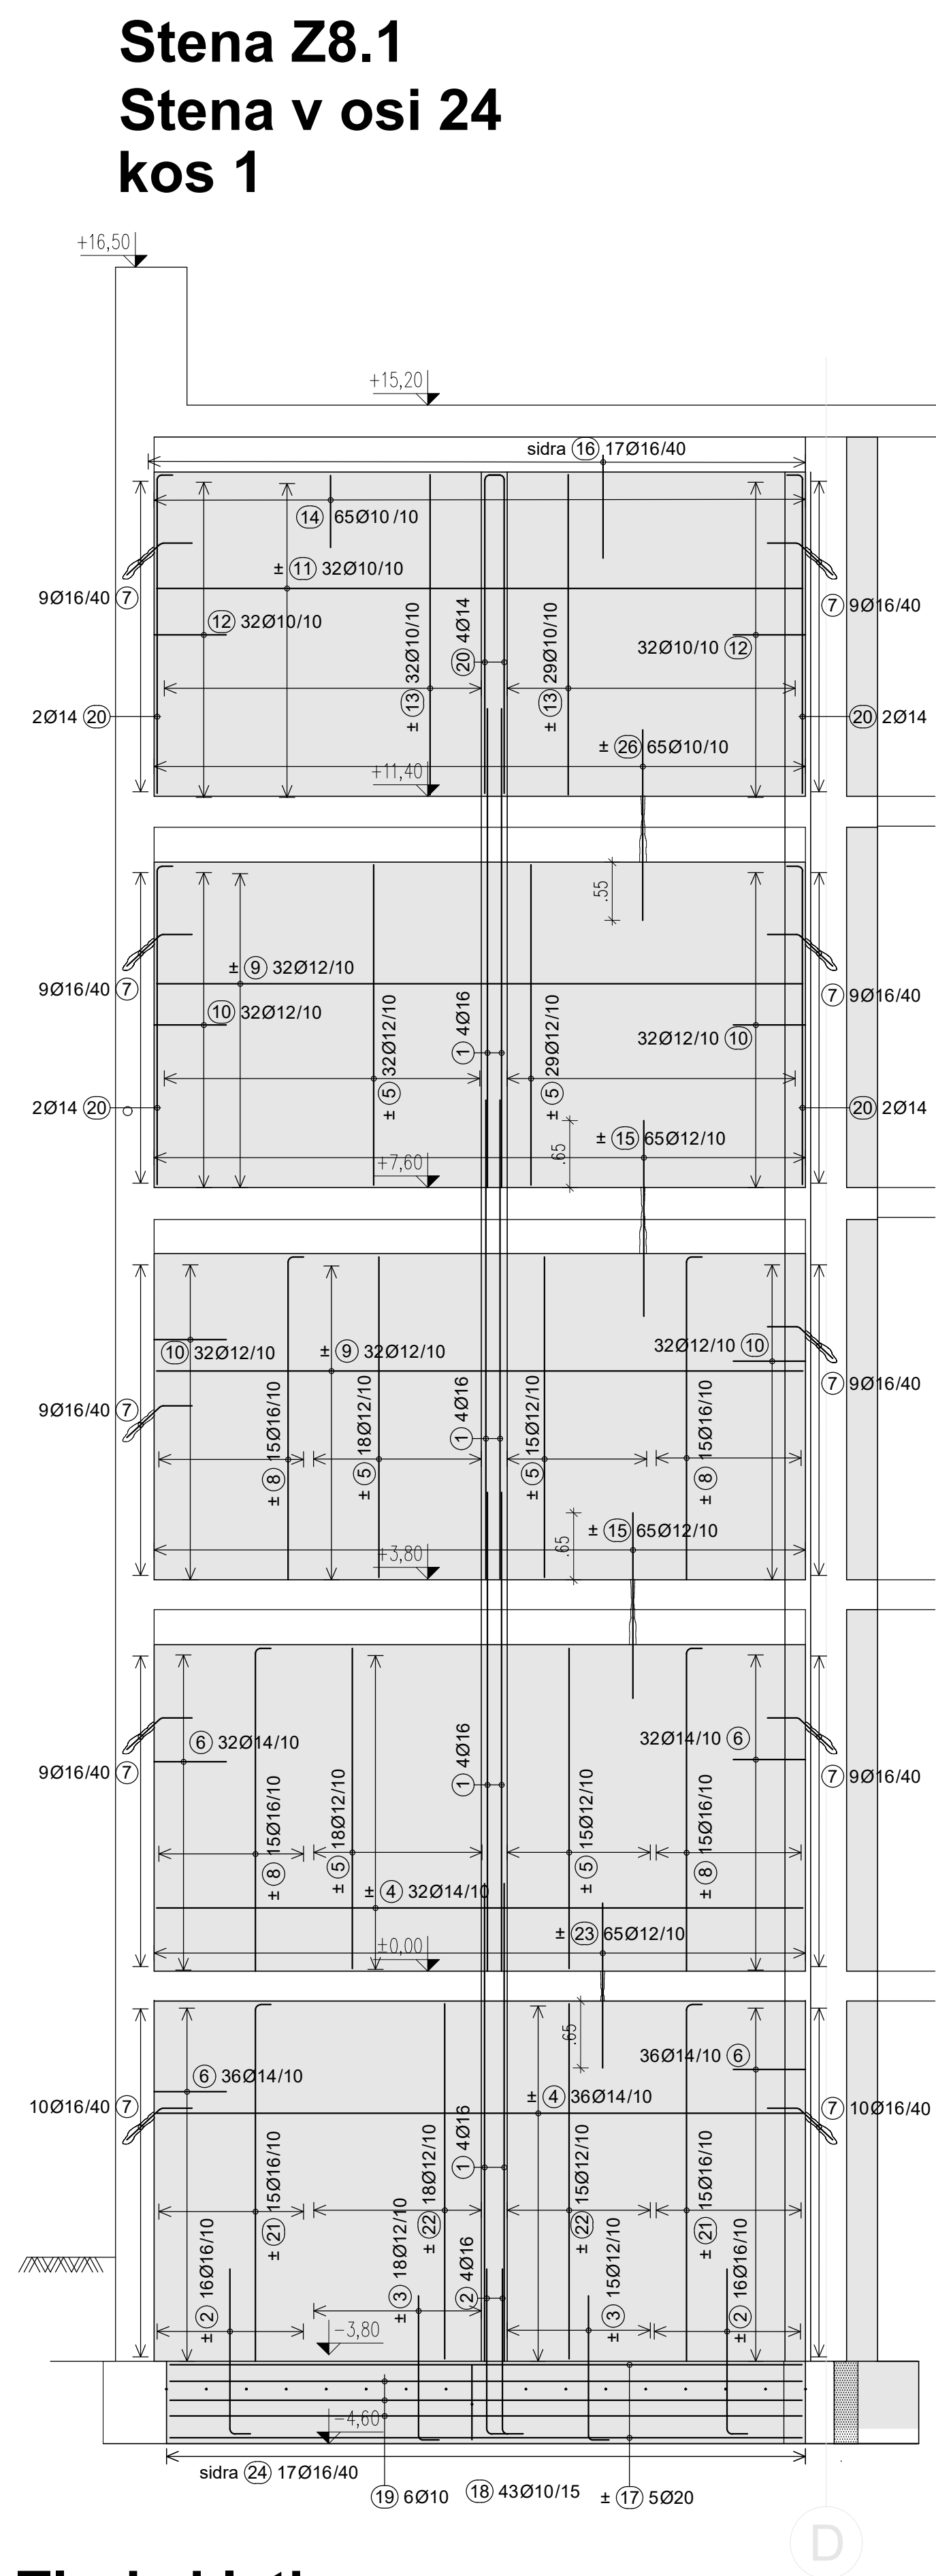 Stena Z8.1
Stena v osi 24
kos 1
+16,50
+15,20
sidra 16 17Ø16/40
14 65Ø10/10
± 11 32Ø10/10
9Ø16/40 7
7 9Ø16/40
12 32Ø10/10
32Ø10/10 12
± 13 32Ø10/10
20 4Ø14
± 13 29Ø10/10
2Ø14 20
20 2Ø14
± 26 65Ø10/10
+11,40
.55
± 9 32Ø12/10
9Ø16/40 7
7 9Ø16/40
10 32Ø12/10
32Ø12/10 10
± 5 32Ø12/10
1 4Ø16
± 5 29Ø12/10
2Ø14 20
20 2Ø14
± 15 65Ø12/10
.65
+7,60
10 32Ø12/10
± 9 32Ø12/10
32Ø12/10 10
9Ø16/40 7
7 9Ø16/40
± 8 15Ø16/10
± 5 18Ø12/10
1 4Ø16
± 5 15Ø12/10
± 8 15Ø16/10
± 15 65Ø12/10
.65
+3,80
6 32Ø14/10
32Ø14/10 6
9Ø16/40 7
7 9Ø16/40
± 8 15Ø16/10
± 5 18Ø12/10
1 4Ø16
± 5 15Ø12/10
± 8 15Ø16/10
± 4 32Ø14/10
± 23 65Ø12/10
±0,00
.65
6 36Ø14/10
36Ø14/10 6
± 4 36Ø14/10
10Ø16/40 7
7 10Ø16/40
± 21 15Ø16/10
± 22 18Ø12/10
1 4Ø16
± 22 15Ø12/10
± 21 15Ø16/10
± 2 16Ø16/10
± 3 18Ø12/10
2 4Ø16
± 3 15Ø12/10
± 2 16Ø16/10
-3,80
-4,60
sidra 24 17Ø16/40
19 6Ø10
18 43Ø10/15
± 17 5Ø20
D